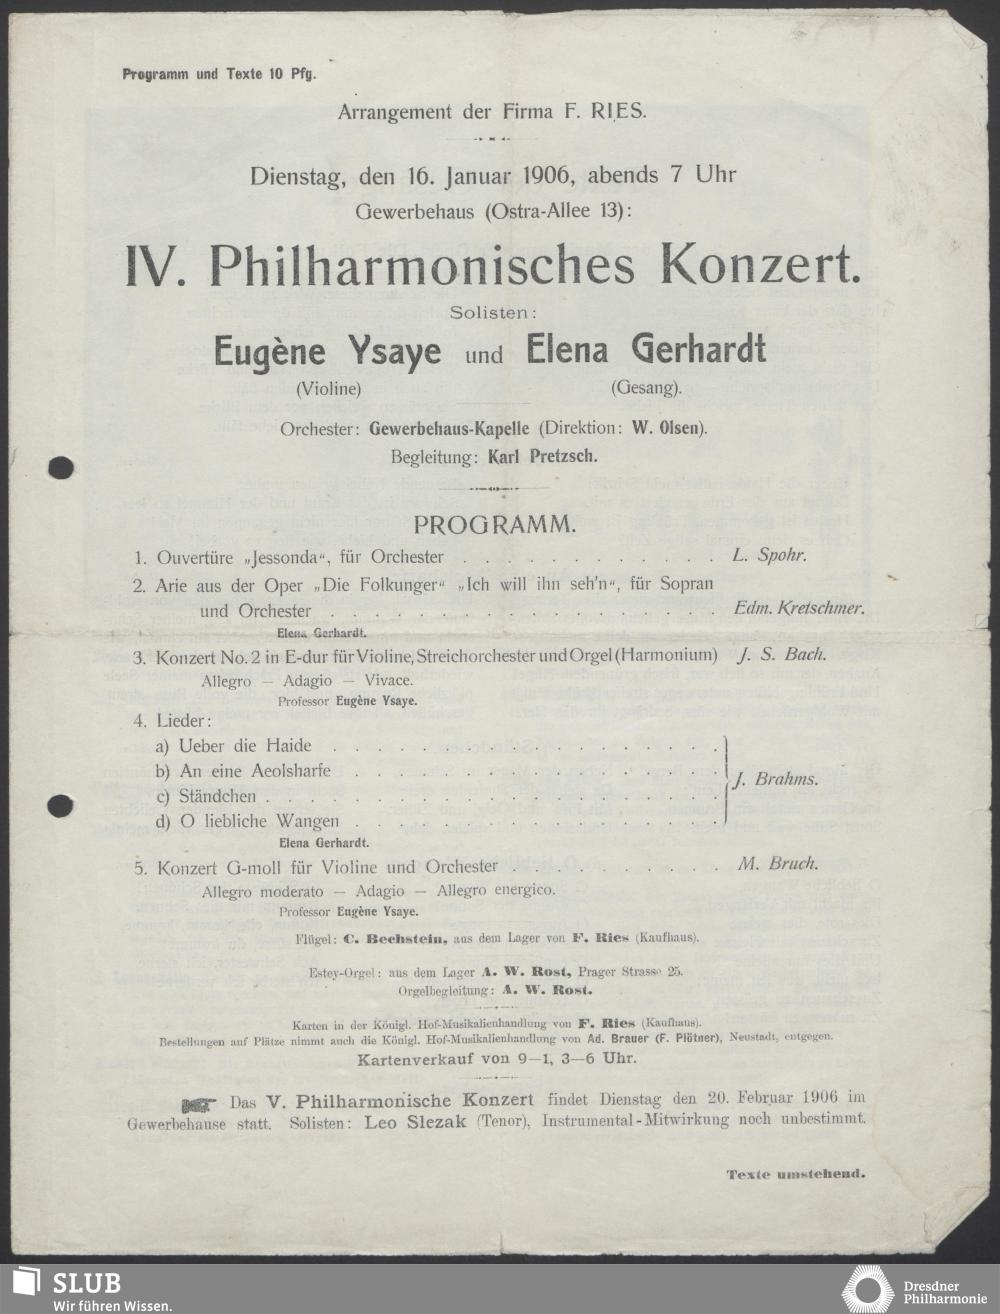 Programm und Texte 10 Pfg.
Arrangement der Firma F. RIES.
Dienstag, den 16. Januar 1906, abends 7 Uhr
Gewerbehaus (Ostra-Allee 13):
IV. Philharmonisches Konzert.
Solisten:
Eugène Ysaye und Elena Gerhardt
(Violine) (Gesang).
Orchester: Gewerbehaus-Kapelle (Direktion: W. Olsen).
Begleitung: Karl Pretzsch.
PROGRAMM.
1. Ouvertüre „Jessonda“, für Orchester . . . . . . . . . L. Spohr.
2. Arie aus der Oper „Die Folkunger“ „Ich will ihn seh'n“, für Sopran
und Orchester . . . . . . . . . . . . . . Edm. Kretschmer.
Elena Gerhardt.
3. Konzert No. 2 in E-dur für Violine, Streichorchester und Orgel (Harmonium) J. S. Bach.
Allegro — Adagio — Vivace.
Professor Eugène Ysaye.
4. Lieder:
a) Ueber die Haide . . . . . . . . . . . . . .
b) An eine Aeolsharfe . . . . . . . . . . . . .
J. Brahms.
c) Ständchen . . . . . . . . . . . . . . . .
d) O liebliche Wangen . . . . . . . . . . . . .
Elena Gerhardt.
5. Konzert G-moll für Violine und Orchester . . . . . . . . M. Bruch.
Allegro moderato — Adagio — Allegro energico.
Professor Eugène Ysaye.
Flügel: C. Bechstein, aus dem Lager von F. Ries (Kaufhaus).
Estey-Orgel: aus dem Lager A. W. Rost, Prager Strasse 25.
Orgelbegleitung: A. W. Rost.
Karten in der Königl. Hof-Musikalienhandlung von F. Ries (Kaufhaus).
Bestellungen auf Plätze nimmt auch die Königl. Hof-Musikalienhandlung von Ad. Brauer (F. Plötner), Neustadt, entgegen.
Kartenverkauf von 9—1, 3—6 Uhr.
Das V. Philharmonische Konzert findet Dienstag den 20. Februar 1906 im
Gewerbehause statt. Solisten: Leo Slezak (Tenor), Instrumental-Mitwirkung noch unbestimmt.
Texte umstehend.
SLUB
Wir führen Wissen.
Dresdner
Philharmonie